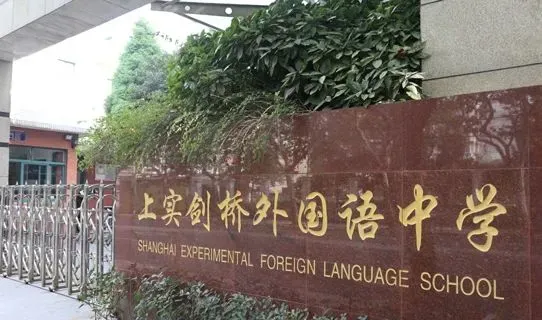 上实剑桥外国语中学
SHANGHAI EXPERIMENTAL FOREIGN LANGUAGE SCHOOL